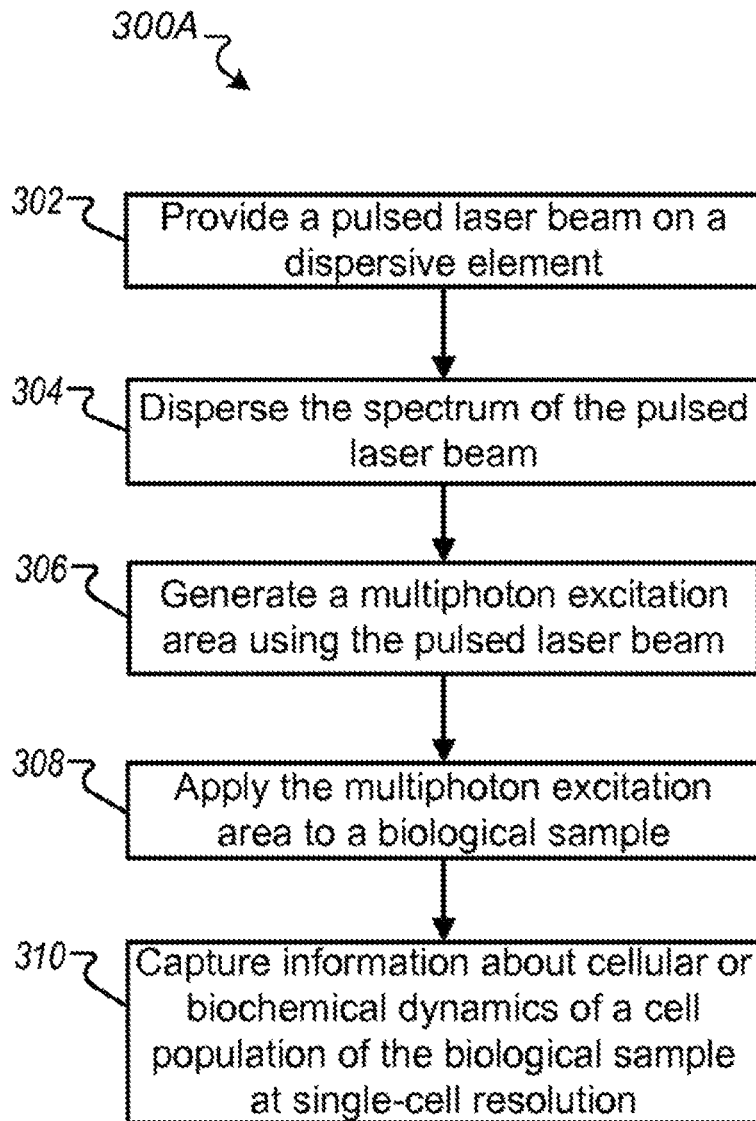 300A
302
Provide a pulsed laser beam on a
dispersive element
304
Disperse the spectrum of the pulsed
laser beam
306
Generate a multiphoton excitation
area using the pulsed laser beam
308
Apply the multiphoton excitation
area to a biological sample
310
Capture information about cellular or
biochemical dynamics of a cell
population of the biological sample
at single-cell resolution